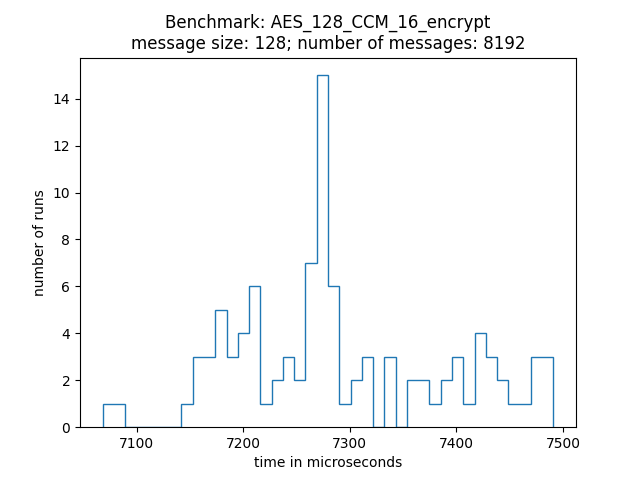 Benchmark: AES_128_CCM_16_encrypt
message size: 128; number of messages: 8192
14
12
10
8
6
4
2
0
number of runs
7100 7200 7300 7400 7500
time in microseconds